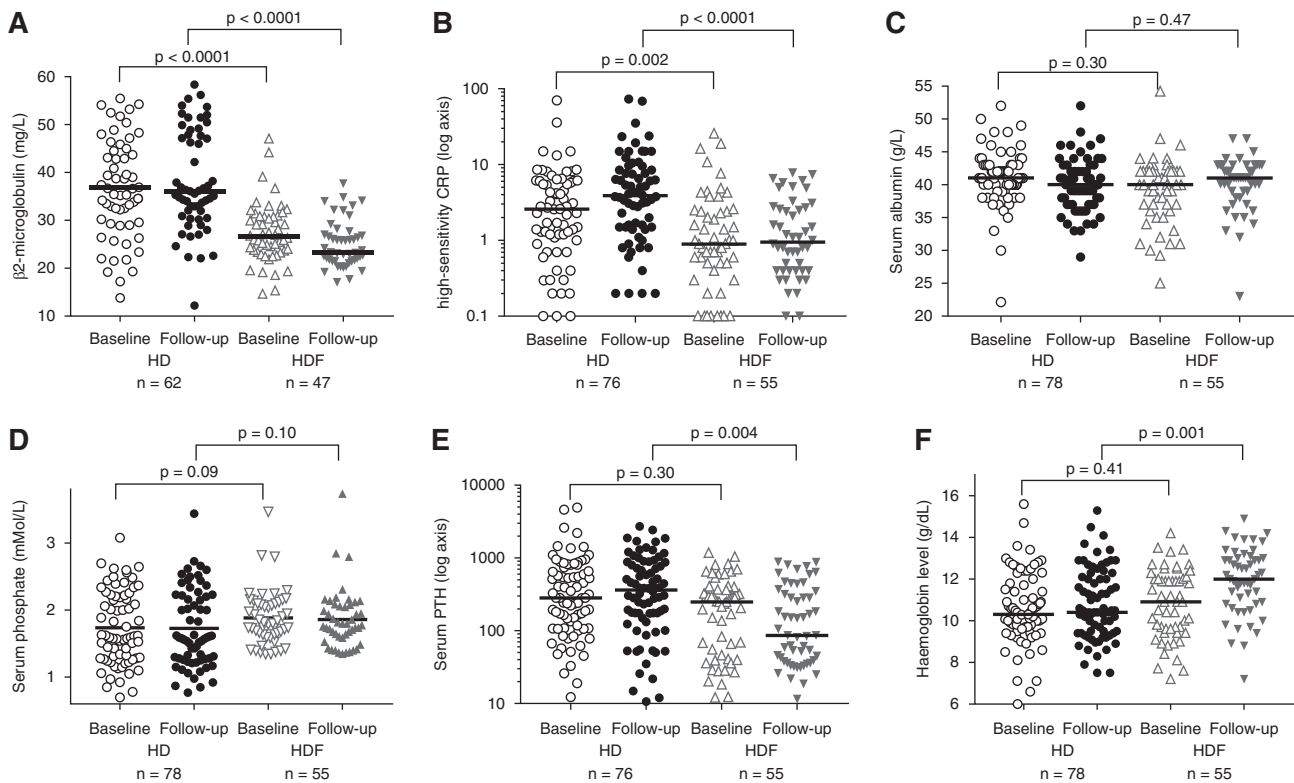 A
p < 0.0001
p < 0.0001
β2-microglobulin (mg/L)
60
50
40
30
20
10
Baseline Follow-up Baseline Follow-up
HD HDF
n = 62 n = 47
B
p < 0.0001
p = 0.002
high-sensitivity CRP (log axis)
100
10
1
0.1
Baseline Follow-up Baseline Follow-up
HD HDF
n = 76 n = 55
C
p = 0.47
p = 0.30
Serum albumin (g/L)
55
50
45
40
35
30
25
20
Baseline Follow-up Baseline Follow-up
HD HDF
n = 78 n = 55
D
p = 0.10
p = 0.09
Serum phosphate (mMol/L)
3
2
1
Baseline Follow-up Baseline Follow-up
HD HDF
n = 78 n = 55
E
p = 0.004
p = 0.30
Serum PTH (log axis)
10000
1000
100
10
Baseline Follow-up Baseline Follow-up
HD HDF
n = 76 n = 55
F
p = 0.001
p = 0.41
Haemoglobin level (g/dL)
16
14
12
10
8
6
Baseline Follow-up Baseline Follow-up
HD HDF
n = 78 n = 55